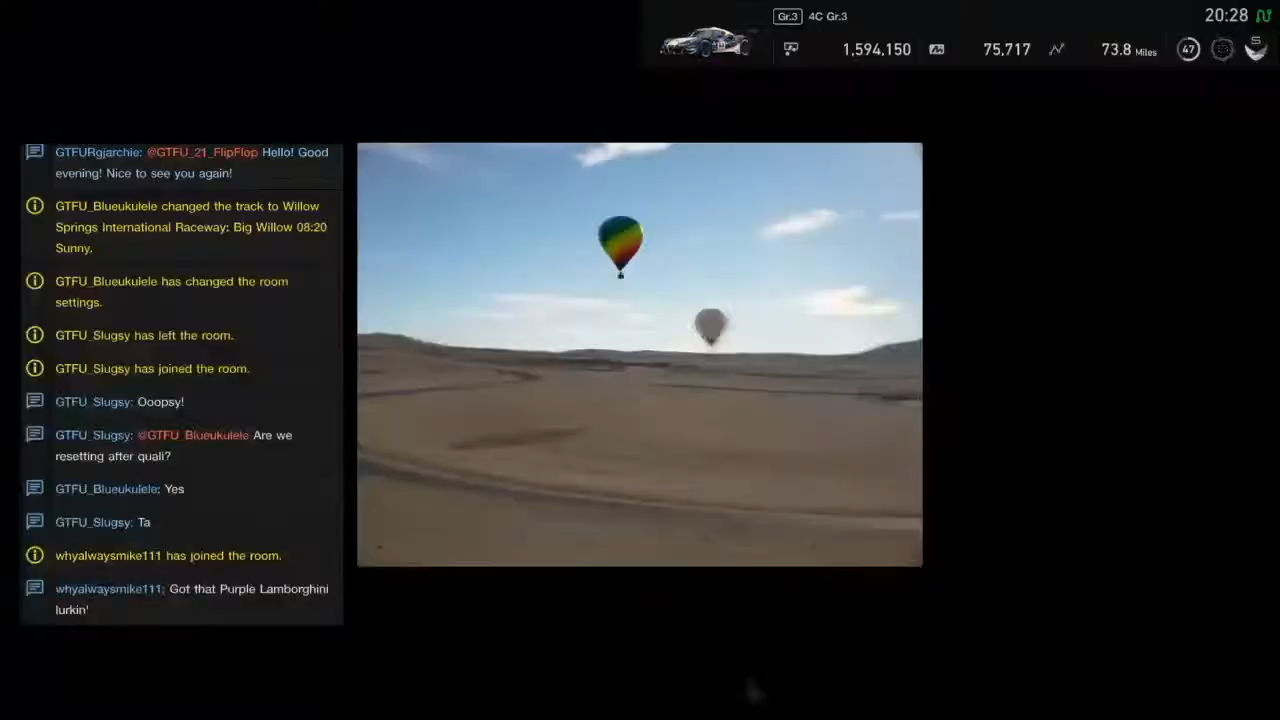 Gr.3 4C Gr.3
20:28
1,594,150 75,717 73.8 Miles 47 S
GTFURgjarchie: @GTFU_21_FlipFlop Hello! Good
evening! Nice to see you again!
GTFU_Blueukulele changed the track to Willow
Springs International Raceway: Big Willow 08:20
Sunny.
GTFU_Blueukulele has changed the room
settings.
GTFU_Slugsy has left the room.
GTFU_Slugsy has joined the room.
GTFU_Slugsy: Ooopsy!
GTFU_Slugsy: @GTFU_Blueukulele Are we
resetting after quali?
GTFU_Blueukulele: Yes
GTFU_Slugsy: Ta
whyalwaysmike111 has joined the room.
whyalwaysmike111: Got that Purple Lamborghini
lurkin'